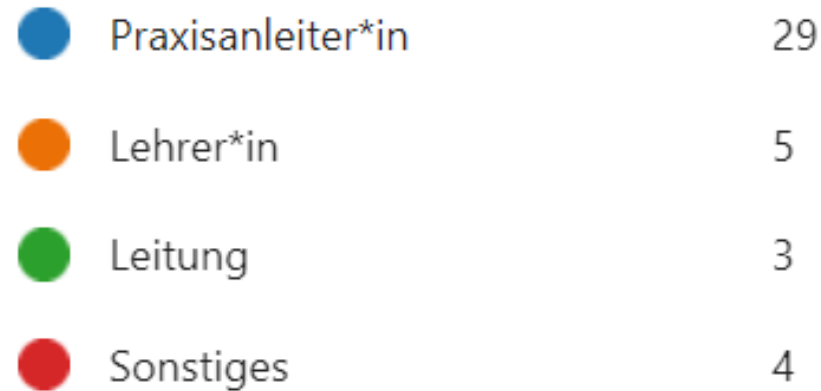 Praxisanleiter*in 29
Lehrer*in 5
Leitung 3
Sonstiges 4